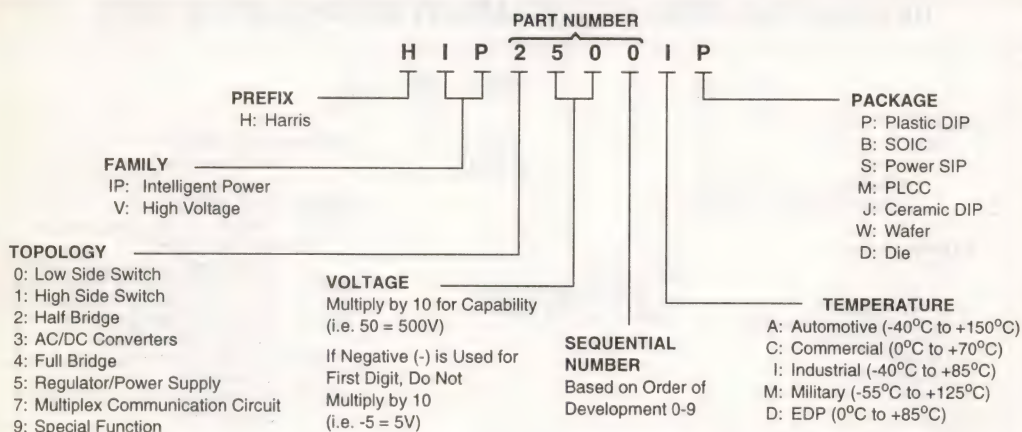 PART NUMBER
H I P 2 5 0 0 I P
PREFIX
H: Harris
FAMILY
IP: Intelligent Power
V: High Voltage
TOPOLOGY
0: Low Side Switch
1: High Side Switch
2: Half Bridge
3: AC/DC Converters
4: Full Bridge
5: Regulator/Power Supply
7: Multiplex Communication Circuit
9: Special Function
VOLTAGE
Multiply by 10 for Capability
(i.e. 50 = 500V)
If Negative (-) is Used for
First Digit, Do Not
Multiply by 10
(i.e. -5 = 5V)
SEQUENTIAL
NUMBER
Based on Order of
Development 0-9
PACKAGE
P: Plastic DIP
B: SOIC
S: Power SIP
M: PLCC
J: Ceramic DIP
W: Wafer
D: Die
TEMPERATURE
A: Automotive (-40°C to +150°C)
C: Commercial (0°C to +70°C)
I: Industrial (-40°C to +85°C)
M: Military (-55°C to +125°C)
D: EDP (0°C to +85°C)